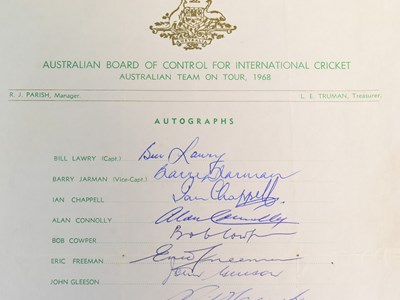 AUSTRALIAN BOARD OF CONTROL FOR INTERNATIONAL CRICKET
AUSTRALIAN TEAM ON TOUR, 1968
R. J. PARISH, Manager. L. E. TRUMAN, Treasurer.
AUTOGRAPHS
BILL LAWRY (Capt.) Bill Lawry
BARRY JARMAN (Vice-Capt.) Barry Jarman
IAN CHAPPELL Ian Chappell
ALAN CONNOLLY Alan Connolly
BOB COWPER Bob Cowper
ERIC FREEMAN Eric Freeman
JOHN GLEESON John Gleeson